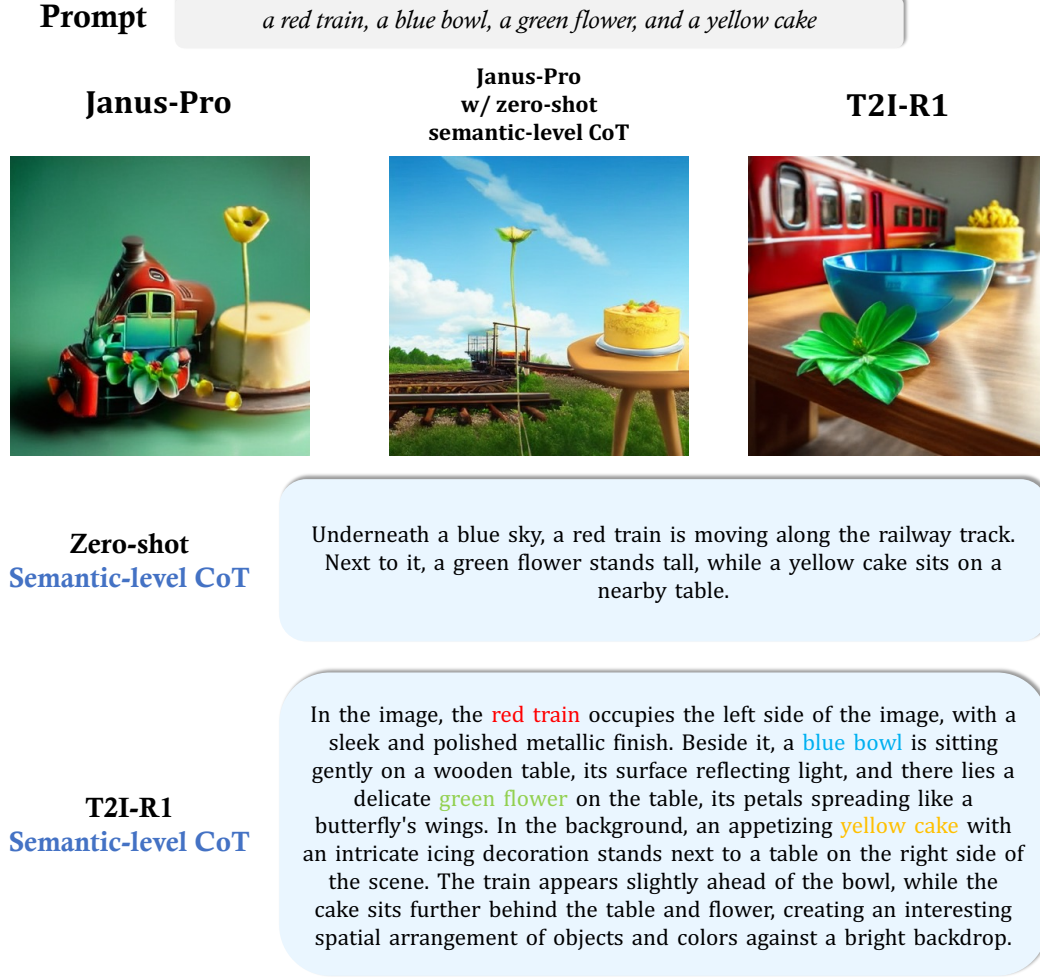 Prompt
a red train, a blue bowl, a green flower, and a yellow cake
Janus-Pro
Janus-Pro
w/ zero-shot
semantic-level CoT
T2I-R1
Zero-shot
Semantic-level CoT
Underneath a blue sky, a red train is moving along the railway track.
Next to it, a green flower stands tall, while a yellow cake sits on a
nearby table.
T2I-R1
Semantic-level CoT
In the image, the red train occupies the left side of the image, with a
sleek and polished metallic finish. Beside it, a blue bowl is sitting
gently on a wooden table, its surface reflecting light, and there lies a
delicate green flower on the table, its petals spreading like a
butterfly's wings. In the background, an appetizing yellow cake with
an intricate icing decoration stands next to a table on the right side of
the scene. The train appears slightly ahead of the bowl, while the
cake sits further behind the table and flower, creating an interesting
spatial arrangement of objects and colors against a bright backdrop.